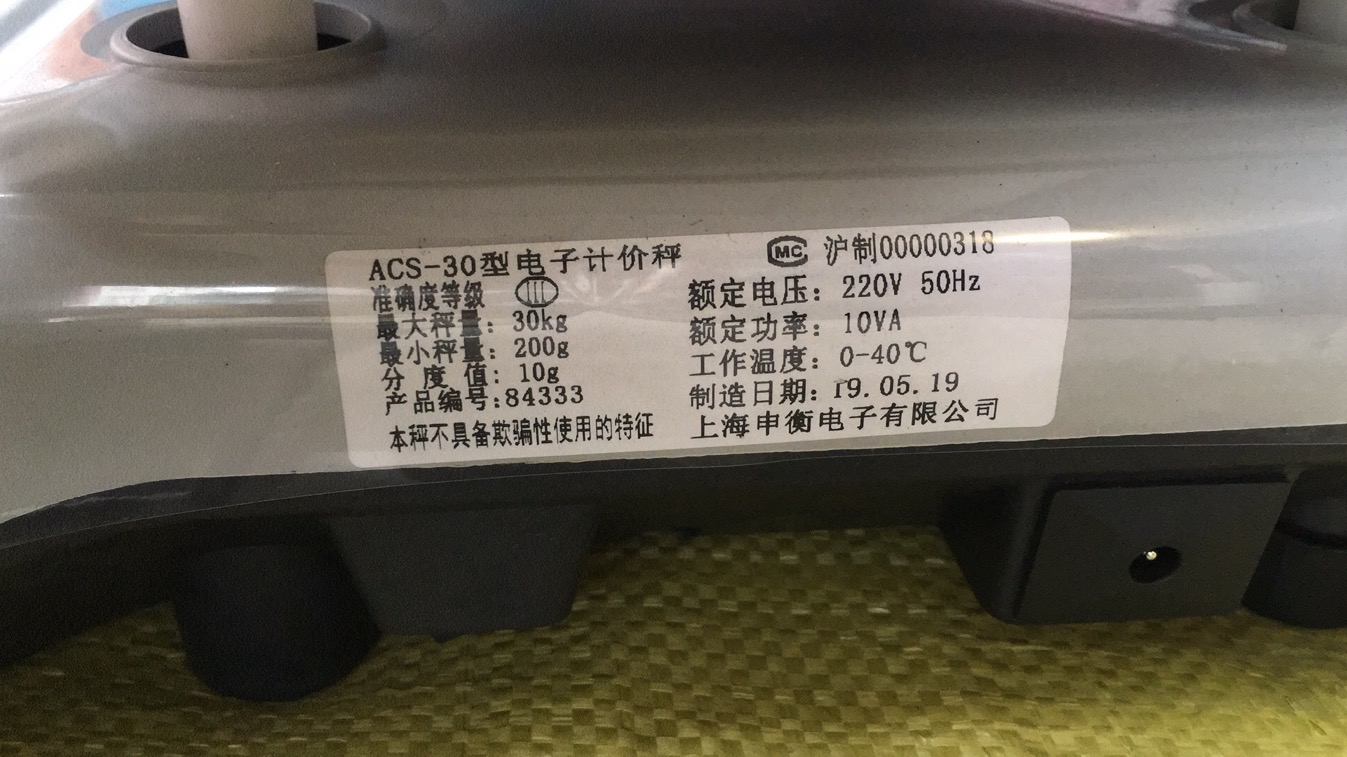 ACS-30型电子计价秤
准确度等级 III
最大秤量: 30kg
最小秤量: 200g
分度值: 10g
产品编号:84333
本秤不具备欺骗性使用的特征
MC 沪制00000318
额定电压: 220V 50Hz
额定功率: 10VA
工作温度: 0-40℃
制造日期: 19.05.19
上海申衡电子有限公司